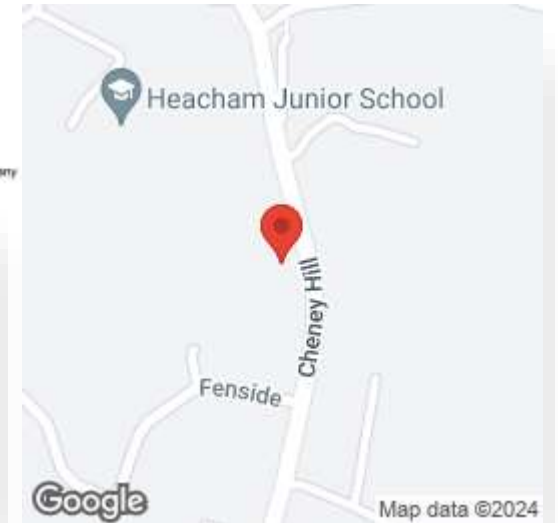 Heacham Junior School
Cheney Hill
Fenside
Google
Map data ©2024